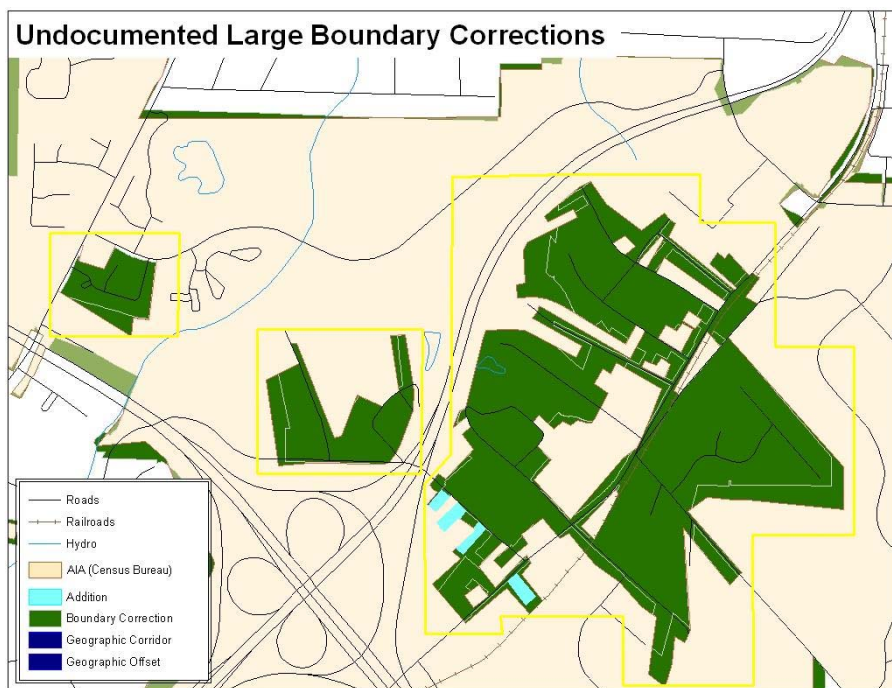 Undocumented Large Boundary Corrections
Roads
Railroads
Hydro
AIA (Census Bureau)
Addition
Boundary Correction
Geographic Corridor
Geographic Offset